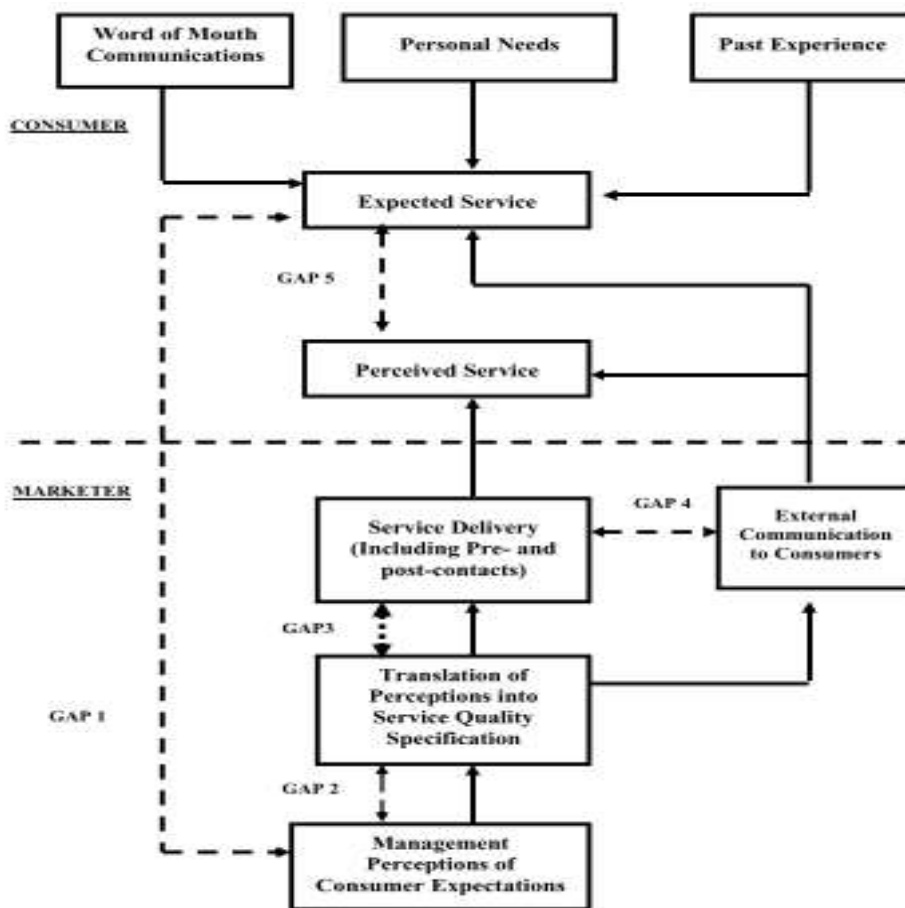 Word of Mouth
Communications
Personal Needs
Past Experience
CONSUMER
Expected Service
GAP 5
Perceived Service
MARKETER
Service Delivery
(Including Pre- and
post-contacts)
GAP 4
External
Communication
to Consumers
GAP3
Translation of
Perceptions into
Service Quality
Specification
GAP 1
GAP 2
Management
Perceptions of
Consumer Expectations